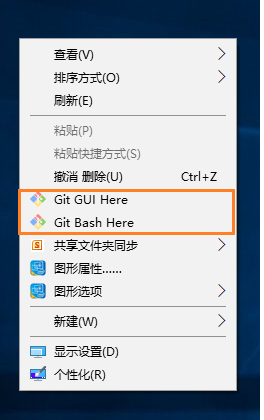 查看(V)
排序方式(O)
刷新(E)
粘贴(P)
粘贴快捷方式(S)
撤消 删除(U) Ctrl+Z
Git GUI Here
Git Bash Here
共享文件夹同步
图形属性......
图形选项
新建(W)
显示设置(D)
个性化(R)